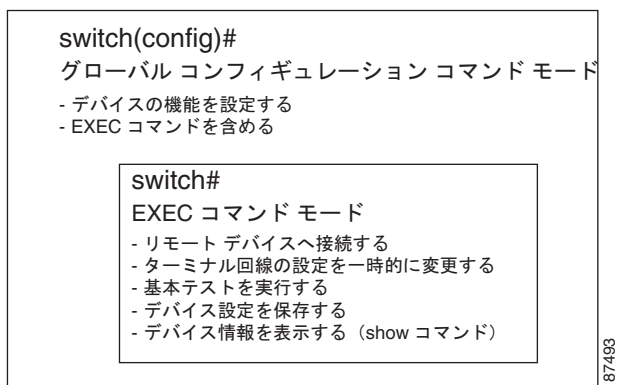 switch(config)#
グローバル コンフィギュレーション コマンド モード
- デバイスの機能を設定する
- EXEC コマンドを含める
switch#
EXEC コマンド モード
- リモート デバイスへ接続する
- ターミナル回線の設定を一時的に変更する
- 基本テストを実行する
- デバイス設定を保存する
- デバイス情報を表示する（show コマンド）
87493